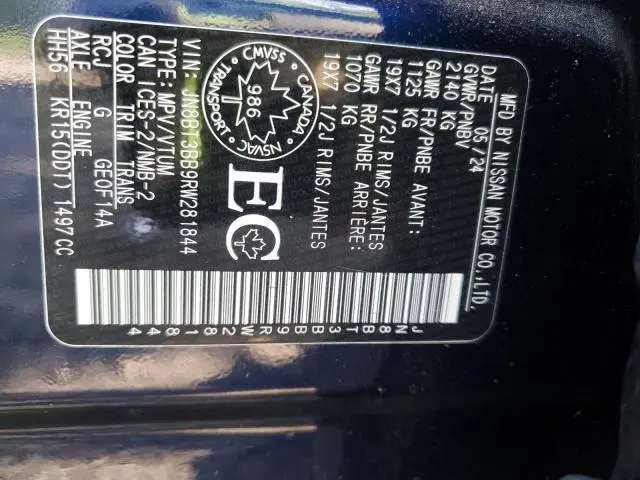 MFD BY NISSAN MOTOR CO.,LTD.
DATE 05/24
GVWR/PNBV
2140 KG
GAWR FR/PNBE AVANT:
1125 KG
19X7 1/2J RIMS/JANTES
GAWR RR/PNBE ARRIÈRE:
1070 KG
19X7 1/2J RIMS/JANTES
CMVSS
CANADA
TRANSPORT
NSVAC
986
EC
VIN: JN8BT3BB9RW281844
TYPE:MPV/VTUM
CAN ICES-2/NMB-2
COLOR TRIM TRANS
RCJ G GE0F14A
AXLE ENGINE
HH56 KR15(DDT) 1497CC
JN8BT3BB9RW281844